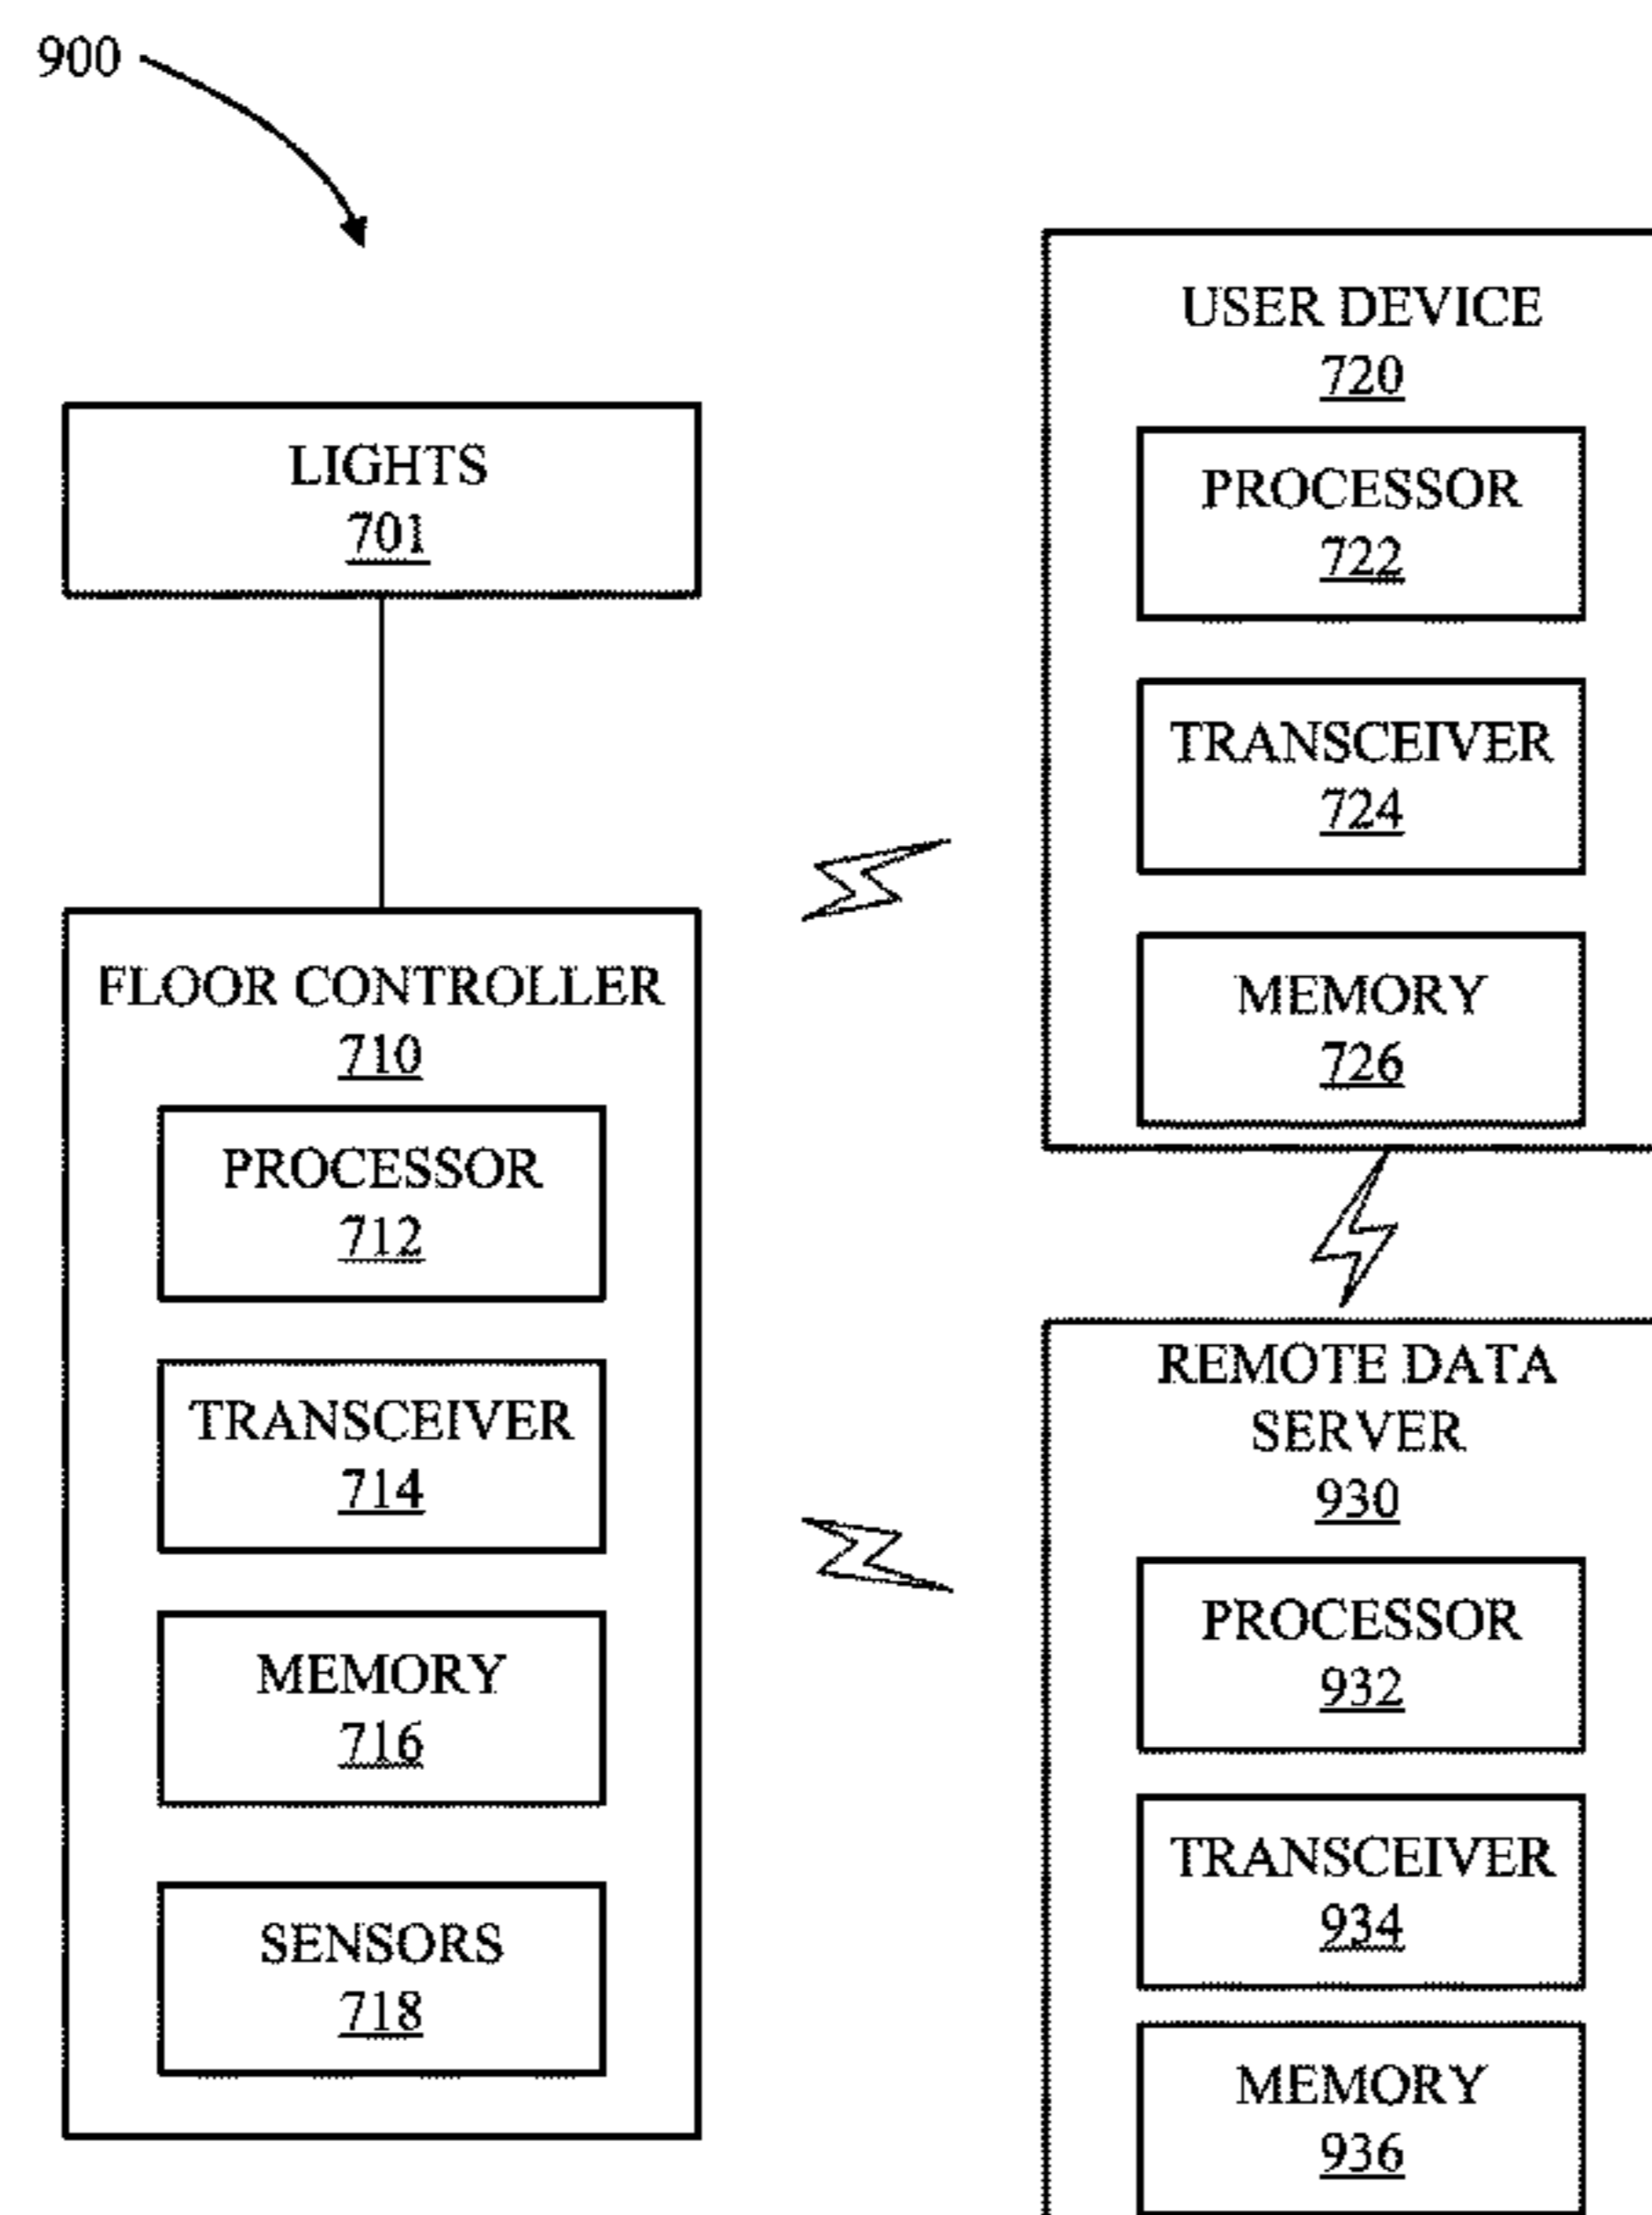 900
LIGHTS
701
FLOOR CONTROLLER
710
PROCESSOR
712
TRANSCEIVER
714
MEMORY
716
SENSORS
718
USER DEVICE
720
PROCESSOR
722
TRANSCEIVER
724
MEMORY
726
REMOTE DATA
SERVER
930
PROCESSOR
932
TRANSCEIVER
934
MEMORY
936